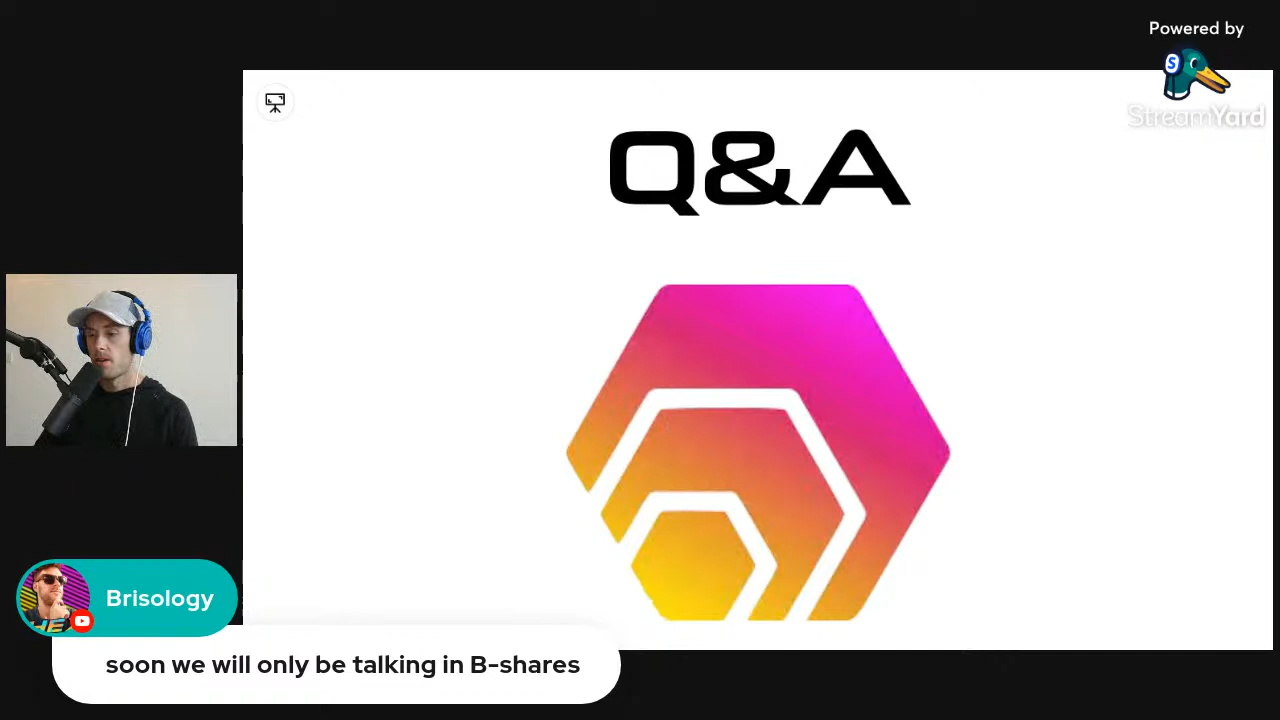 Powered by
StreamYard
Q&A
Brisology
soon we will only be talking in B-shares